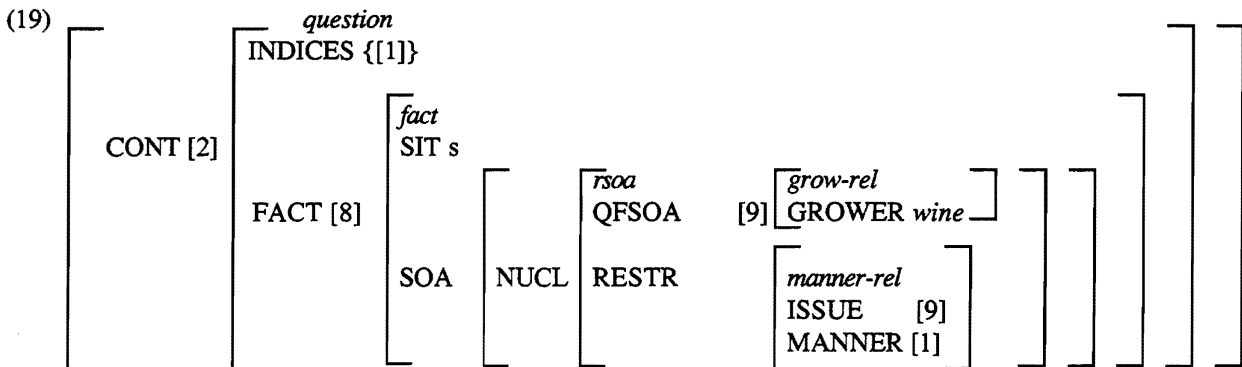 (19) question
INDICES {[1]}
fact
CONT [2] SIT s
rsoa grow-rel
FACT [8] QFSOA [9] GROWER wine
SOA NUCL RESTR manner-rel
ISSUE [9]
MANNER [1]